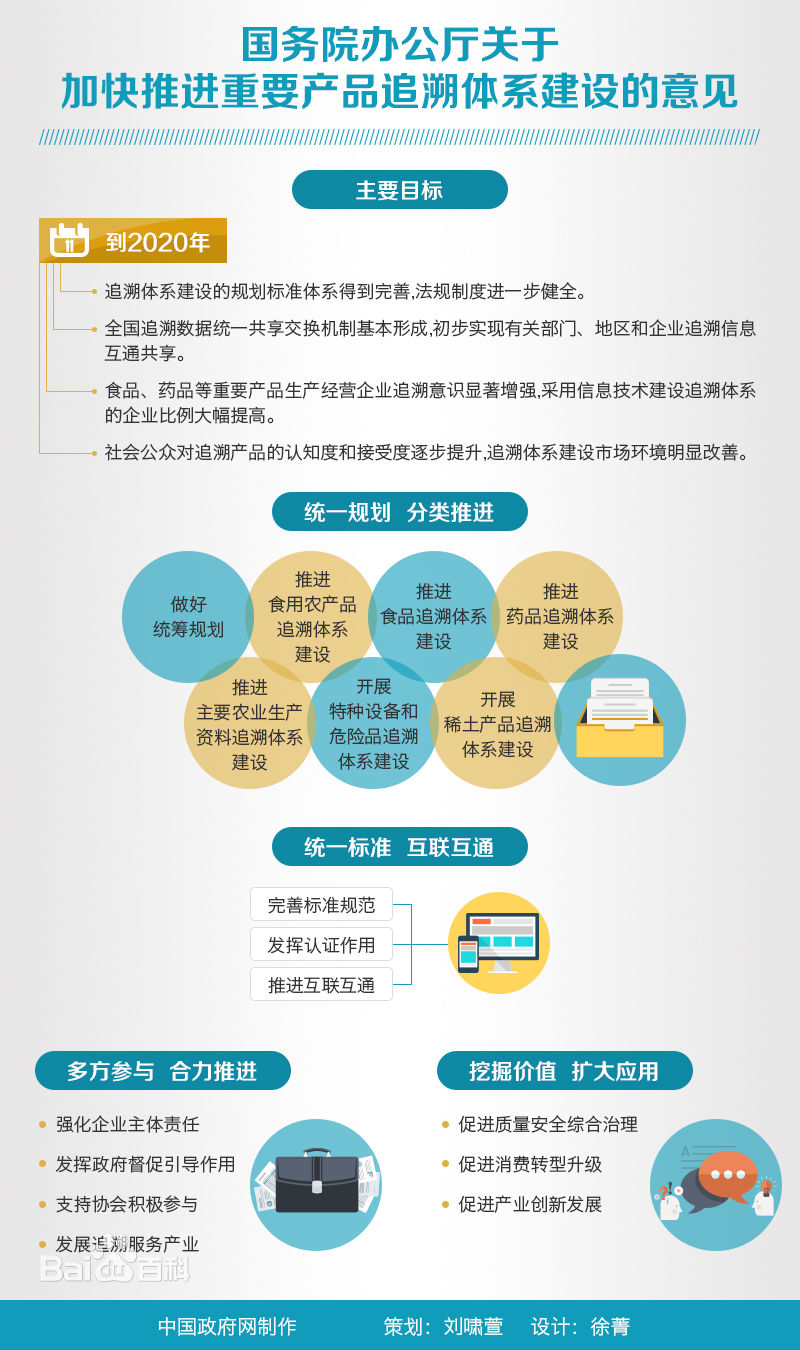 国务院办公厅关于
加快推进重要产品追溯体系建设的意见
主要目标
11
到2020年
追溯体系建设的规划标准体系得到完善,法规制度进一步健全。
全国追溯数据统一共享交换机制基本形成,初步实现有关部门、地区和企业追溯信息
互通共享。
食品、药品等重要产品生产经营企业追溯意识显著增强,采用信息技术建设追溯体系
的企业比例大幅提高。
社会公众对追溯产品的认知度和接受度逐步提升,追溯体系建设市场环境明显改善。
统一规划 分类推进
做好
统筹规划
推进
食用农产品
追溯体系
建设
推进
食品追溯体系
建设
推进
药品追溯体系
建设
推进
主要农业生产
资料追溯体系
建设
开展
特种设备和
危险品追溯
体系建设
开展
稀土产品追溯
体系建设
统一标准 互联互通
完善标准规范
发挥认证作用
推进互联互通
多方参与 合力推进
强化企业主体责任
发挥政府督促引导作用
支持协会积极参与
发展追溯服务产业
挖掘价值 扩大应用
促进质量安全综合治理
促进消费转型升级
促进产业创新发展
A
?!
Bai百科
中国政府网制作 策划：刘啸萱 设计：徐菁